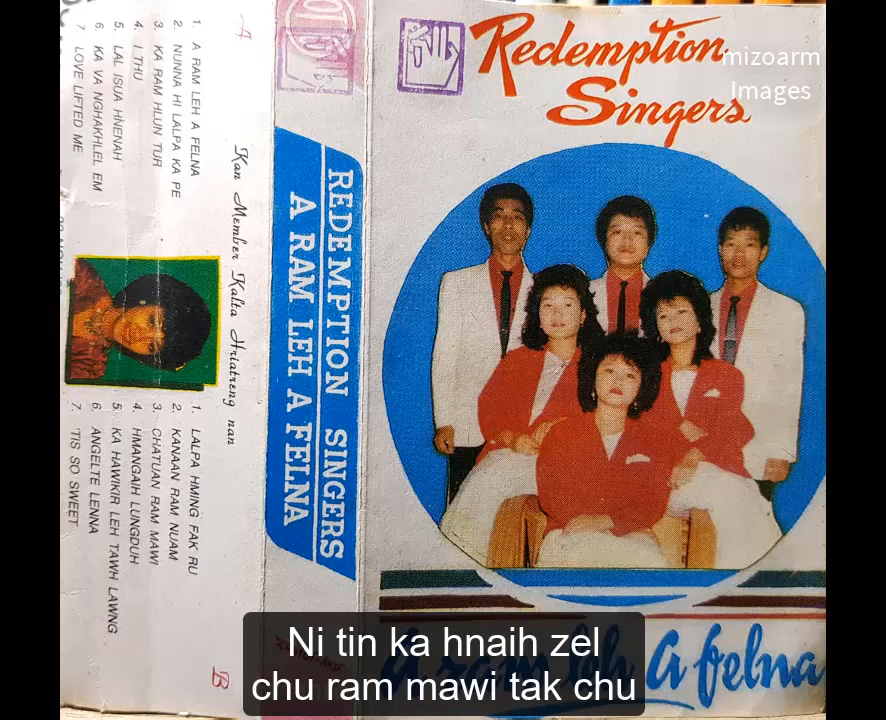 A
1. A RAM LEH A FELNA
2. NUNNA HI LALPA KA PE
3. KA RAM HLUN TUR
4. I THU
5. LAL ISUA HNENAH
6. KA VA NGHAKHLEL EM
7 LOVE LIFTED ME
Kan Member Kalta Hriatreng nan
1. LALPA HMING FAK RU
2. KANAAN RAM NUAM
3. CHATUAN RAM MAWI
4. HMANGAIH LUNGDUH
5. KA HAWIKIR LEH TAWH LAWNG
6. ANGELTE LENNA
7. 'TIS SO SWEET
B
REDEMPTION SINGERS
A RAM LEH A FELNA
Redemption
Singers
mizoarm
Images
A ram leh A felna
Ni tin ka hnaih zel
chu ram mawi tak chu